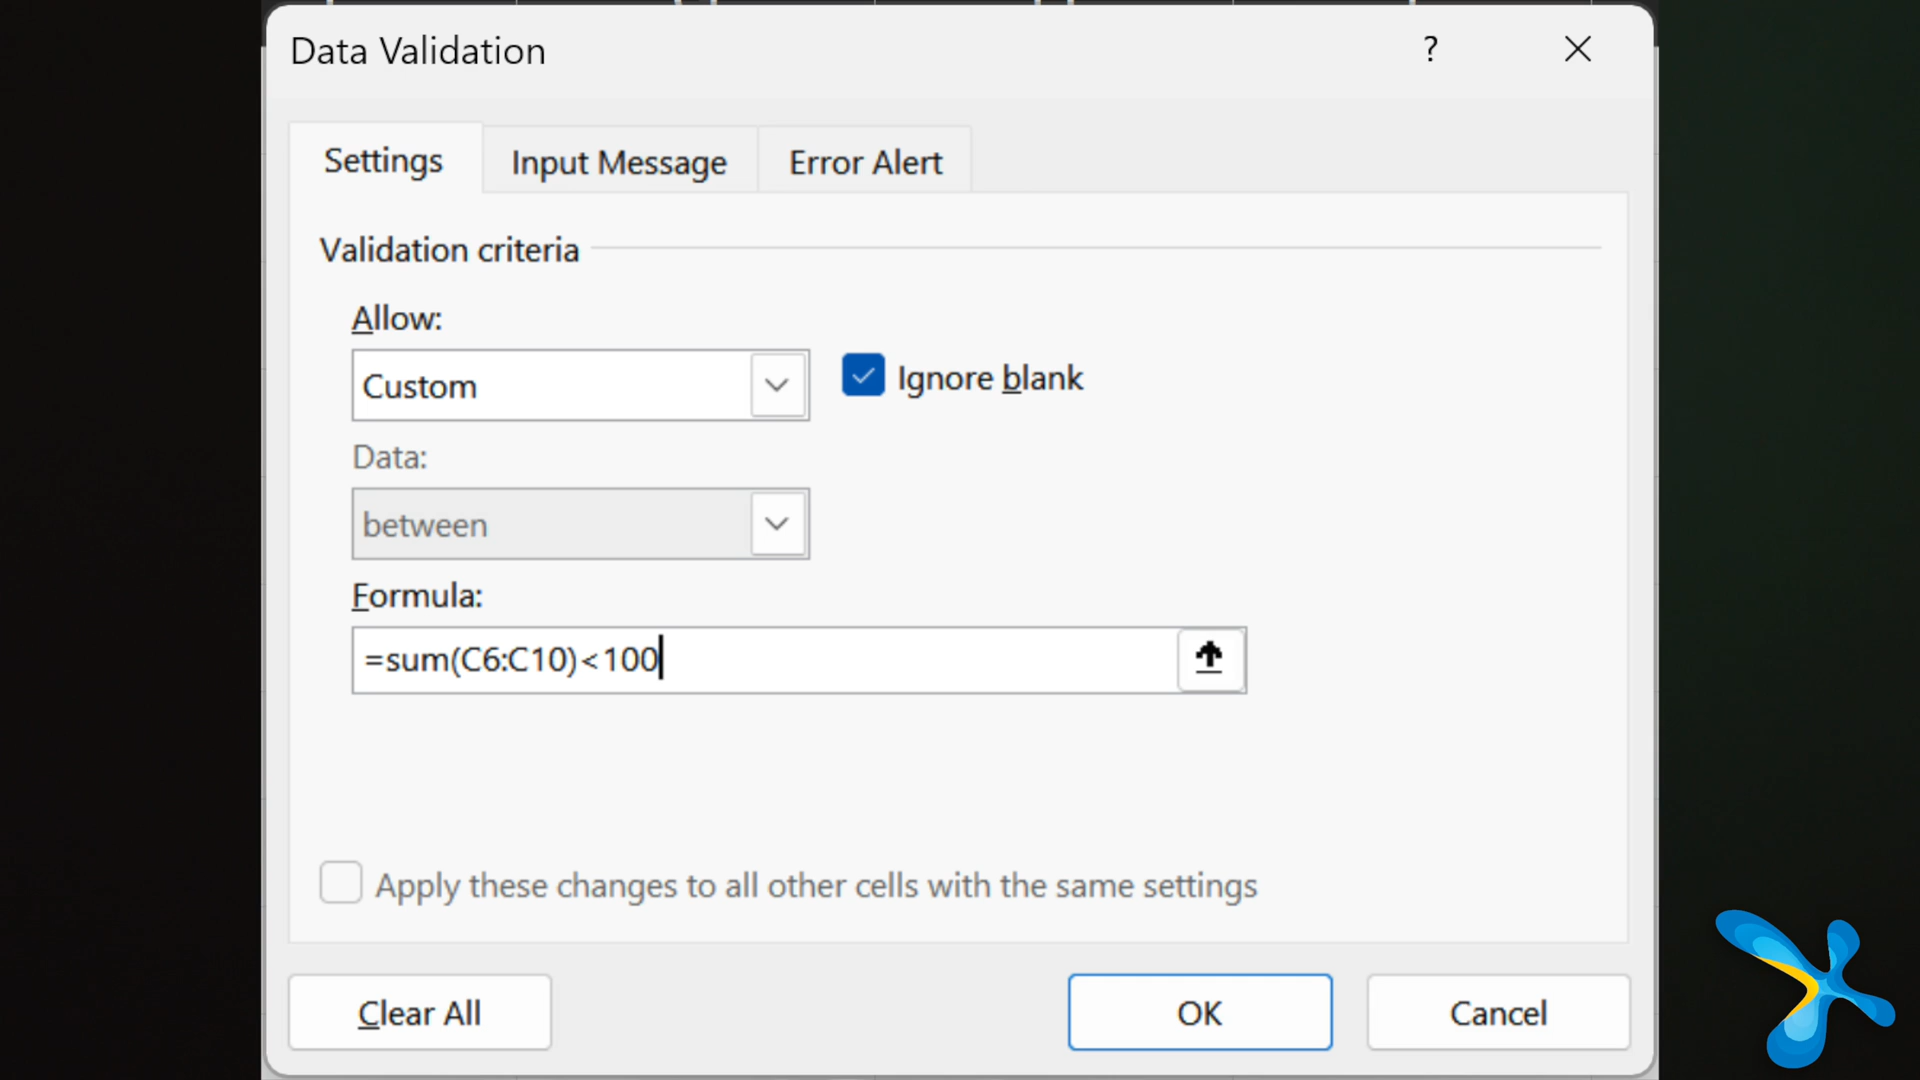 Data Validation ?
Settings Input Message Error Alert
Validation criteria
Allow:
Custom
Ignore blank
Data:
between
Formula:
=sum(C6:C10)<100
Apply these changes to all other cells with the same settings
Clear All OK Cancel